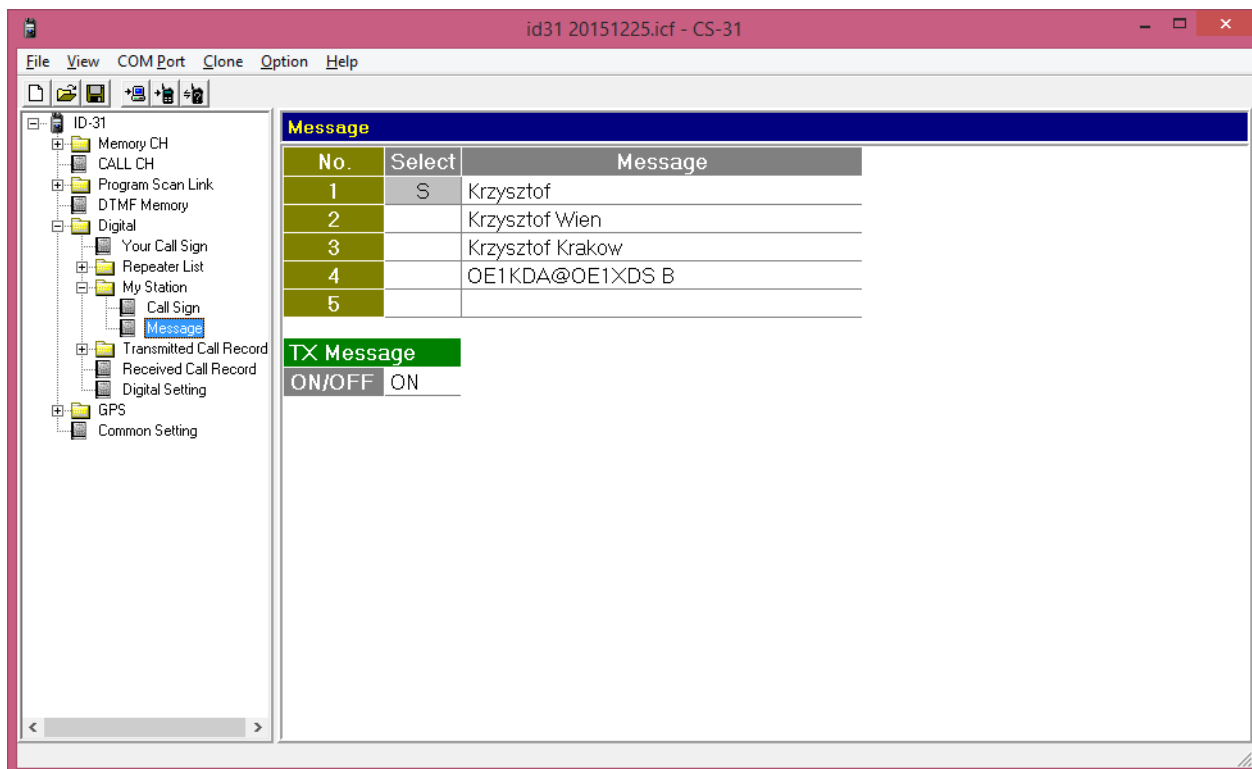 id31 20151225.icf - CS-31
File View COM Port Clone Option Help
ID-31
Memory CH
CALL CH
Program Scan Link
DTMF Memory
Digital
Your Call Sign
Repeater List
My Station
Call Sign
Message
Transmitted Call Record
Received Call Record
Digital Setting
GPS
Common Setting
Message
No. Select Message
1 S Krzysztof
2 Krzysztof Wien
3 Krzysztof Krakow
4 OE1KDA@OE1XDS B
5
TX Message
ON/OFF ON